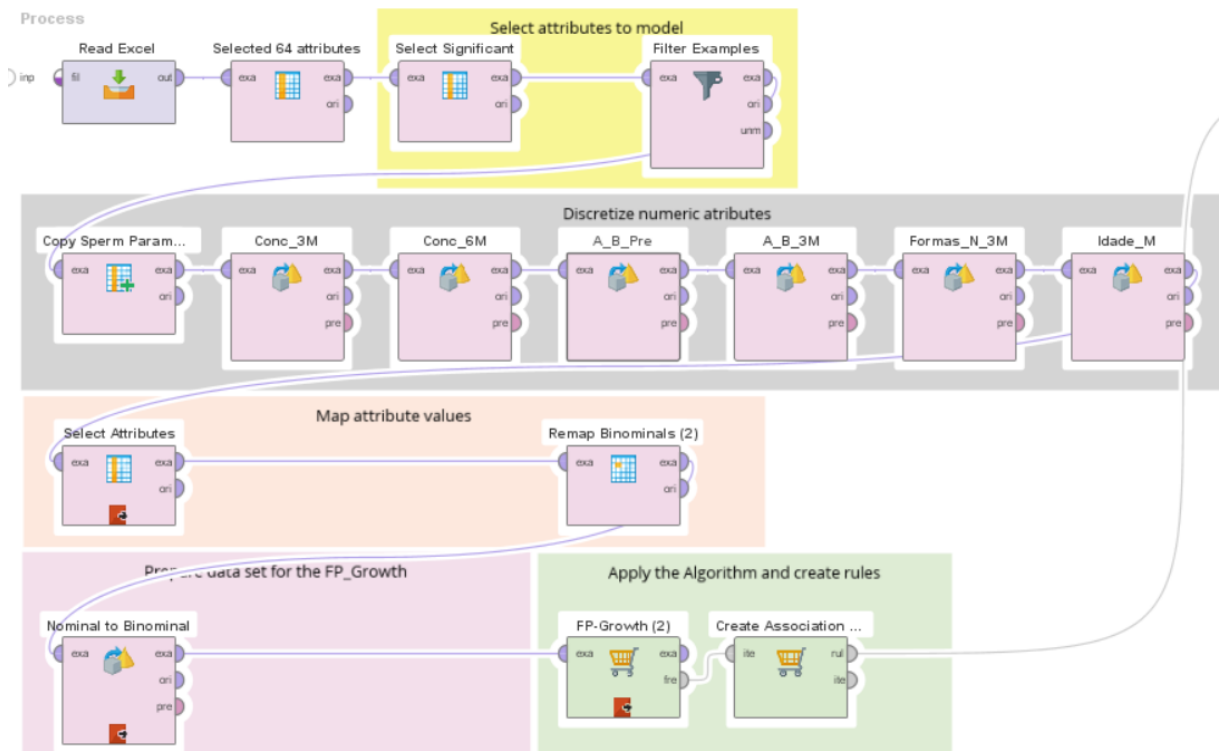 Process
Select attributes to model
Read Excel
Selected 64 attributes
Select Significant
Filter Examples
inp
fil out
exa exa
ori
exa exa
ori
exa exa
ori
unm
Discretize numeric atributes
Copy Sperm Param...
Conc_3M
Conc_6M
A_B_Pre
A_B_3M
Formas_N_3M
Idade_M
exa exa
ori
exa exa
ori
pre
exa exa
ori
pre
exa exa
ori
pre
exa exa
ori
pre
exa exa
ori
pre
exa exa
ori
pre
Map attribute values
Select Attributes
Remap Binominals (2)
exa exa
ori
exa exa
ori
Prepare data set for the FP_Growth
Apply the Algorithm and create rules
Nominal to Binominal
FP-Growth (2)
Create Association ...
exa exa
ori
pre
exa exa
fre
ite rul
ite